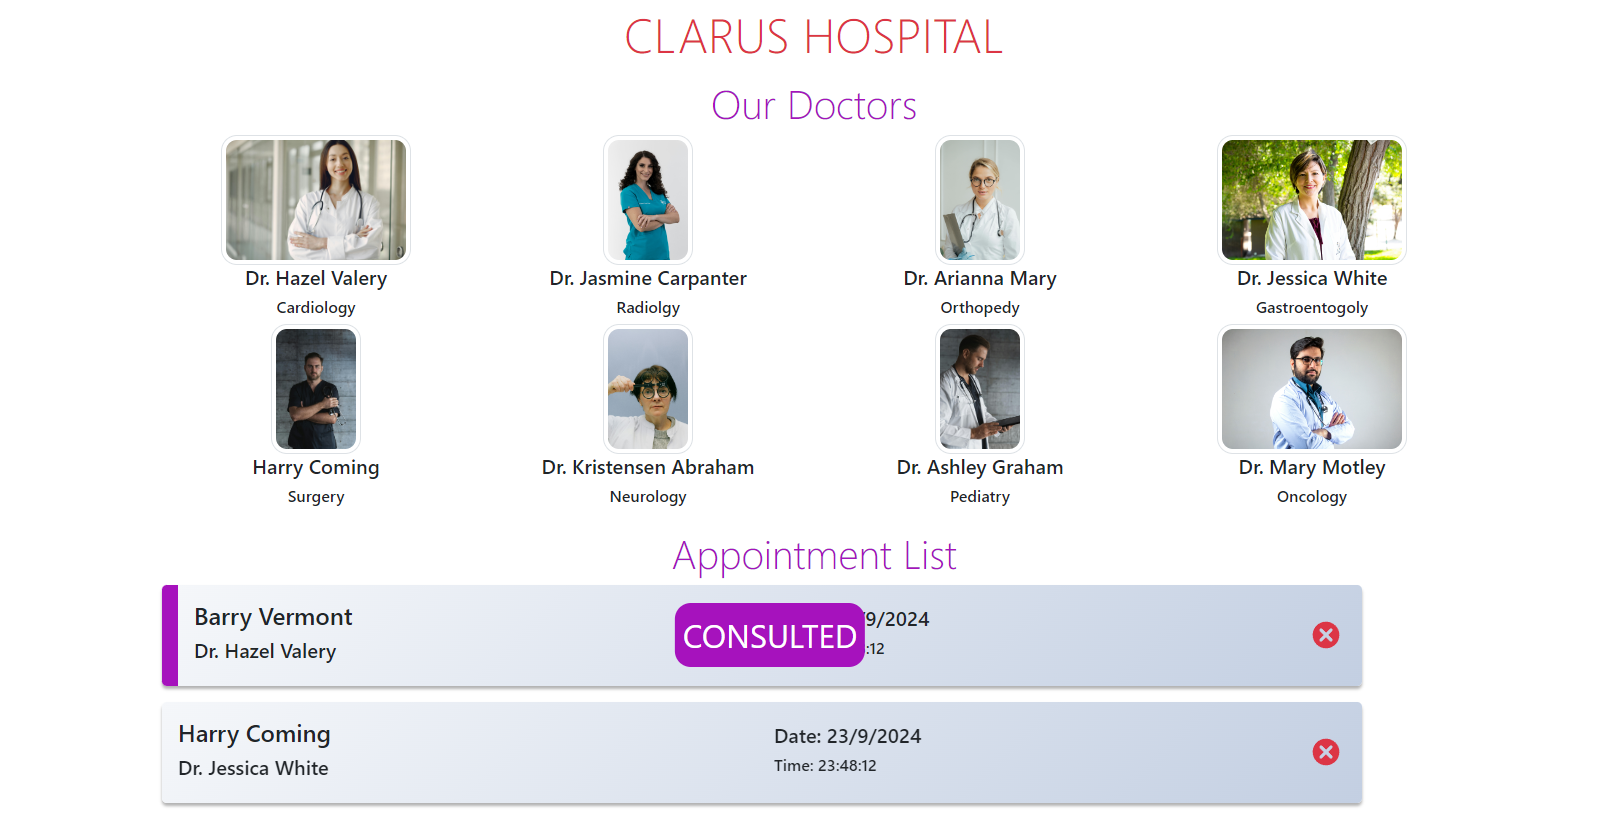 CLARUS HOSPITAL
Our Doctors
Dr. Hazel Valery
Cardiology
Dr. Jasmine Carpanter
Radiolgy
Dr. Arianna Mary
Orthopedy
Dr. Jessica White
Gastroentogoly
Harry Coming
Surgery
Dr. Kristensen Abraham
Neurology
Dr. Ashley Graham
Pediatry
Dr. Mary Motley
Oncology
Appointment List
Barry Vermont
Dr. Hazel Valery
CONSULTED
/9/2024
:12
Harry Coming
Dr. Jessica White
Date: 23/9/2024
Time: 23:48:12